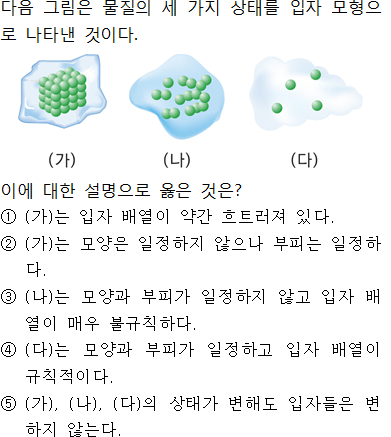 다음 그림은 물질의 세 가지 상태를 입자 모형으
로 나타낸 것이다.
(가) (나) (다)
이에 대한 설명으로 옳은 것은?
① (가)는 입자 배열이 약간 흐트러져 있다.
② (가)는 모양은 일정하지 않으나 부피는 일정하
다.
③ (나)는 모양과 부피가 일정하지 않고 입자 배
열이 매우 불규칙하다.
④ (다)는 모양과 부피가 일정하고 입자 배열이
규칙적이다.
⑤ (가), (나), (다)의 상태가 변해도 입자들은 변
하지 않는다.